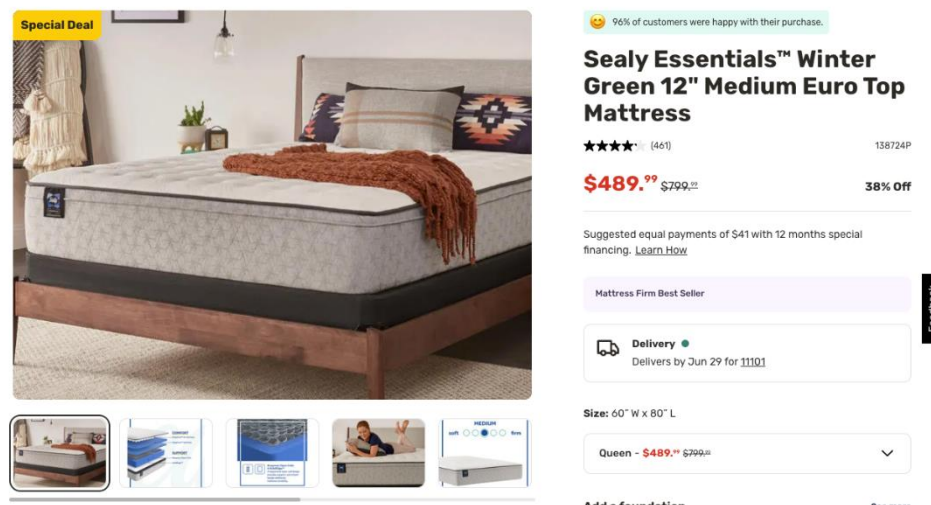 Special Deal
96% of customers were happy with their purchase.
Sealy Essentials™ Winter
Green 12" Medium Euro Top
Mattress
(461)
138724P
$489.⁹⁹ $799.⁹⁹
38% Off
Suggested equal payments of $41 with 12 months special
financing. Learn How
Mattress Firm Best Seller
Delivery
Delivers by Jun 29 for 11101
Size: 60″ W x 80″ L
Queen - $489.⁹⁹ $799.⁹⁹
COMFORT
SUPPORT
MEDIUM
soft
firm